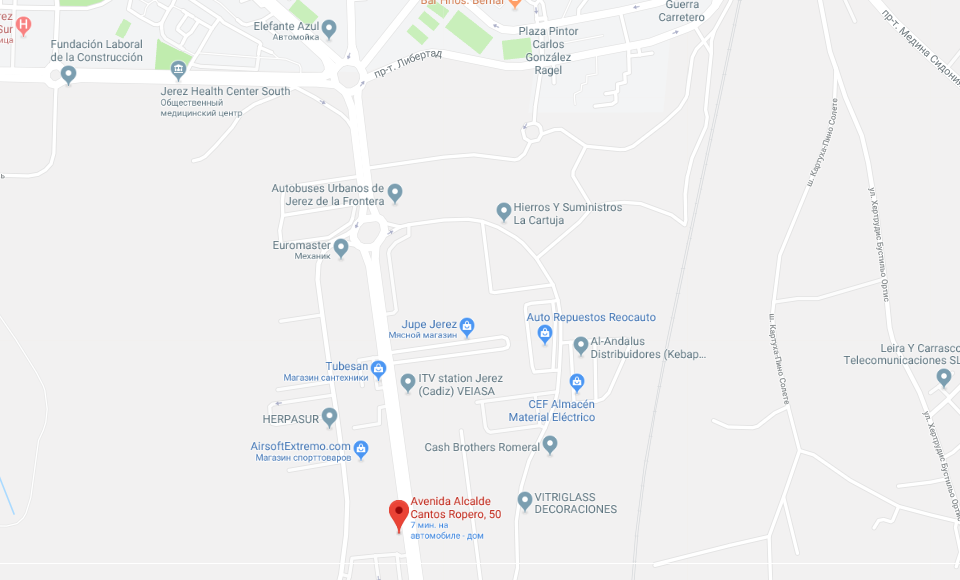 Bar Hnos. Bernal
Guerra
Carretero
пр-т. Медина Сидония
erez
Sur
ница
Elefante Azul
Автомойка
Plaza Pintor
Carlos
González
Ragel
Fundación Laboral
de la Construcción
пр-т. Либертад
Jerez Health Center South
Общественный
медицинский центр
ш. Картуха-Пино Солете
Autobuses Urbanos de
Jerez de la Frontera
Hierros Y Suministros
La Cartuja
ул. Хертрудис Бустильо Ортис
Euromaster
Механик
Jupe Jerez
Мясной магазин
Auto Repuestos Reocauto
ш. Картуха-Пино Солете
Al-Andalus
Distribuidores (Kebap...
Leira Y Carrasco
Telecomunicaciones SL
Tubesan
Магазин сантехники
ITV station Jerez
(Cadiz) VEIASA
CEF Almacén
Material Eléctrico
HERPASUR
ул. Хертрудис Бустильо Ортис
AirsoftExtremo.com
Магазин спорттоваров
Cash Brothers Romeral
Avenida Alcalde
Cantos Ropero, 50
7 мин. на
автомобиле · дом
VITRIGLASS
DECORACIONES